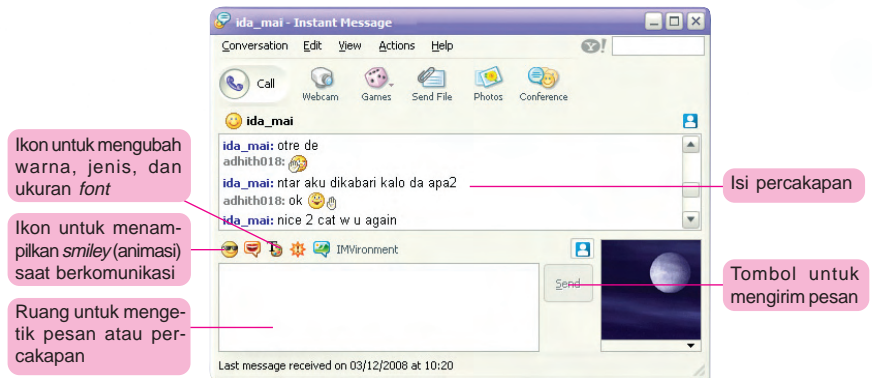 ida_mai - Instant Message
Conversation Edit View Actions Help
Y!
Call
Webcam Games Send File Photos Conference
ida_mai
ida_mai: otre de
adhith018:
ida_mai: ntar aku dikabari kalo da apa2
adhith018: ok
ida_mai: nice 2 cat w u again
IMVironment
Send
Last message received on 03/12/2008 at 10:20
Ikon untuk mengubah
warna, jenis, dan
ukuran font
Ikon untuk menam-
pilkan smiley (animasi)
saat berkomunikasi
Ruang untuk menge-
tik pesan atau per-
cakapan
Isi percakapan
Tombol untuk
mengirim pesan